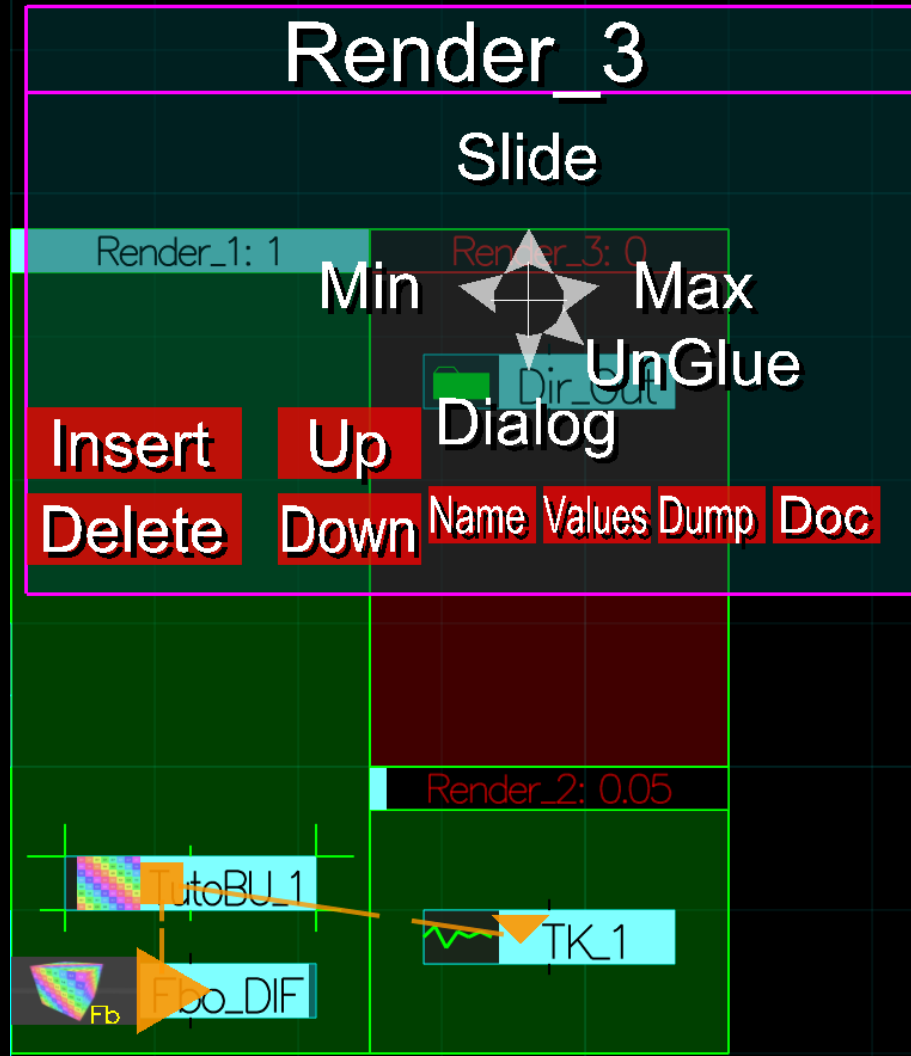 Render_3
Slide
Render_1: 1
Render_3: 0
Min
Max
UnGlue
Dir_Out
Dialog
Insert
Up
Delete
Down
Name
Values
Dump
Doc
Render_2: 0.05
TutoBU_1
TK_1
Fb
Fbo_DIF